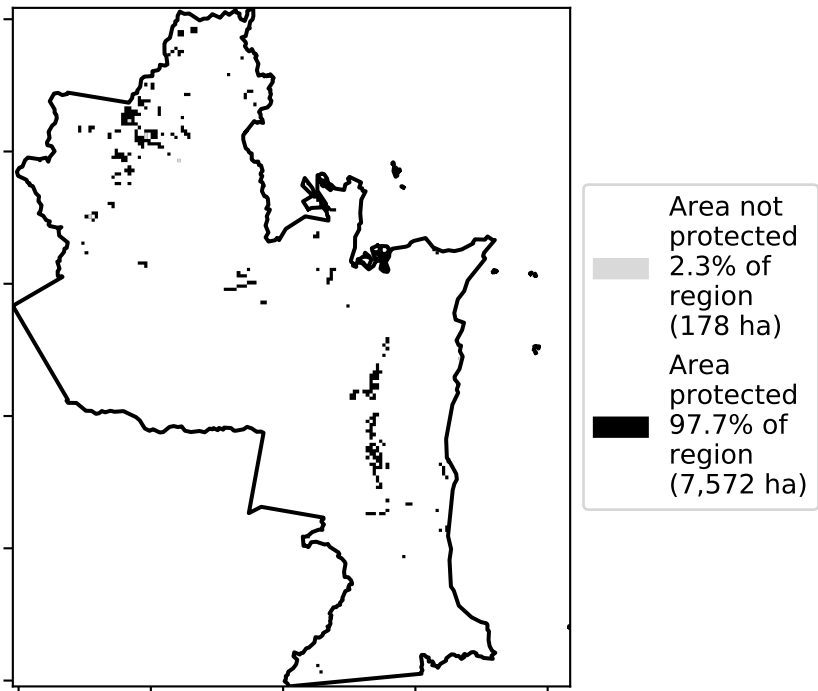 Area not
protected
2.3% of
region
(178 ha)
Area
protected
97.7% of
region
(7,572 ha)